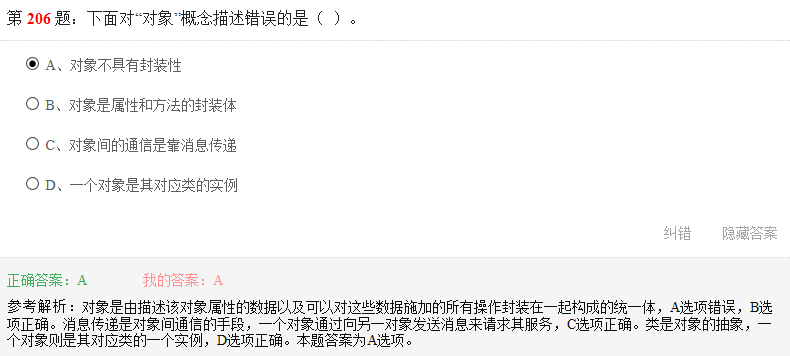 第 206 题：下面对“对象”概念描述错误的是（ ）。
A、对象不具有封装性
B、对象是属性和方法的封装体
C、对象间的通信是靠消息传递
D、一个对象是其对应类的实例
纠错 隐藏答案
正确答案：A 我的答案：A
参考解析：对象是由描述该对象属性的数据以及可以对这些数据施加的所有操作封装在一起构成的统一体，A选项错误，B选
项正确。消息传递是对象间通信的手段，一个对象通过向另一对象发送消息来请求其服务，C选项正确。类是对象的抽象，一
个对象则是其对应类的一个实例，D选项正确。本题答案为A选项。